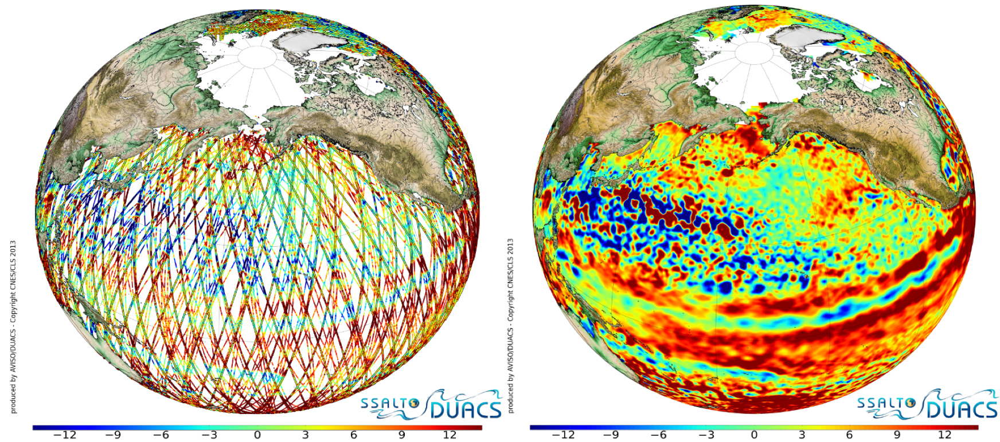 produced by AVISO/DUACS - Copyright CNES/CLS 2013
SSALTO
DUACS
−12 −9 −6 −3 0 3 6 9 12
produced by AVISO/DUACS - Copyright CNES/CLS 2013
SSALTO
DUACS
−12 −9 −6 −3 0 3 6 9 12